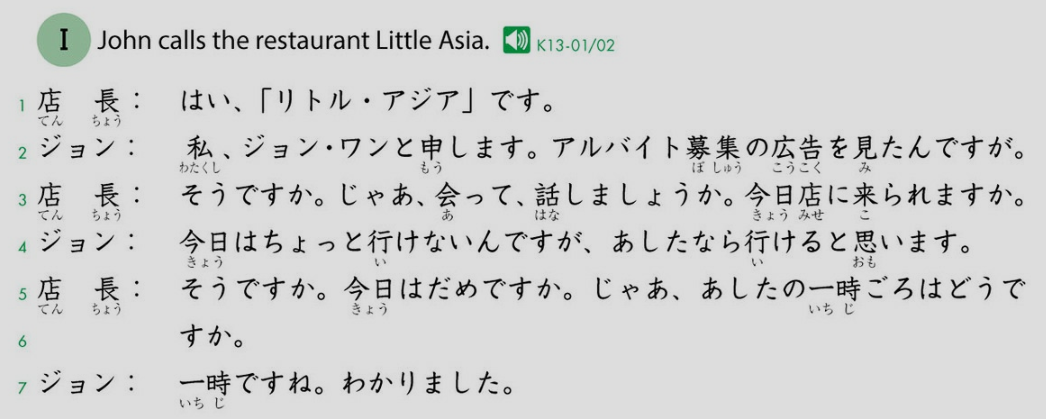 I John calls the restaurant Little Asia. K13-01/02
1 店長： はい、「リトル・アジア」です。
てん ちょう
2 ジョン： 私、ジョン・ワンと申します。アルバイト募集の広告を見たんですが。
わたくし もう ぼ しゅう こうこく み
3 店長： そうですか。じゃあ、会って、話しましょうか。今日店に来られますか。
てん ちょう あ はな きょう みせ こ
4 ジョン： 今日はちょっと行けないんですが、あしたなら行けると思います。
きょう い い おも
5 店長： そうですか。今日はだめですか。じゃあ、あしたの一時ごろはどうで
てん ちょう きょう いち じ
6 すか。
7 ジョン： 一時ですね。わかりました。
いち じ